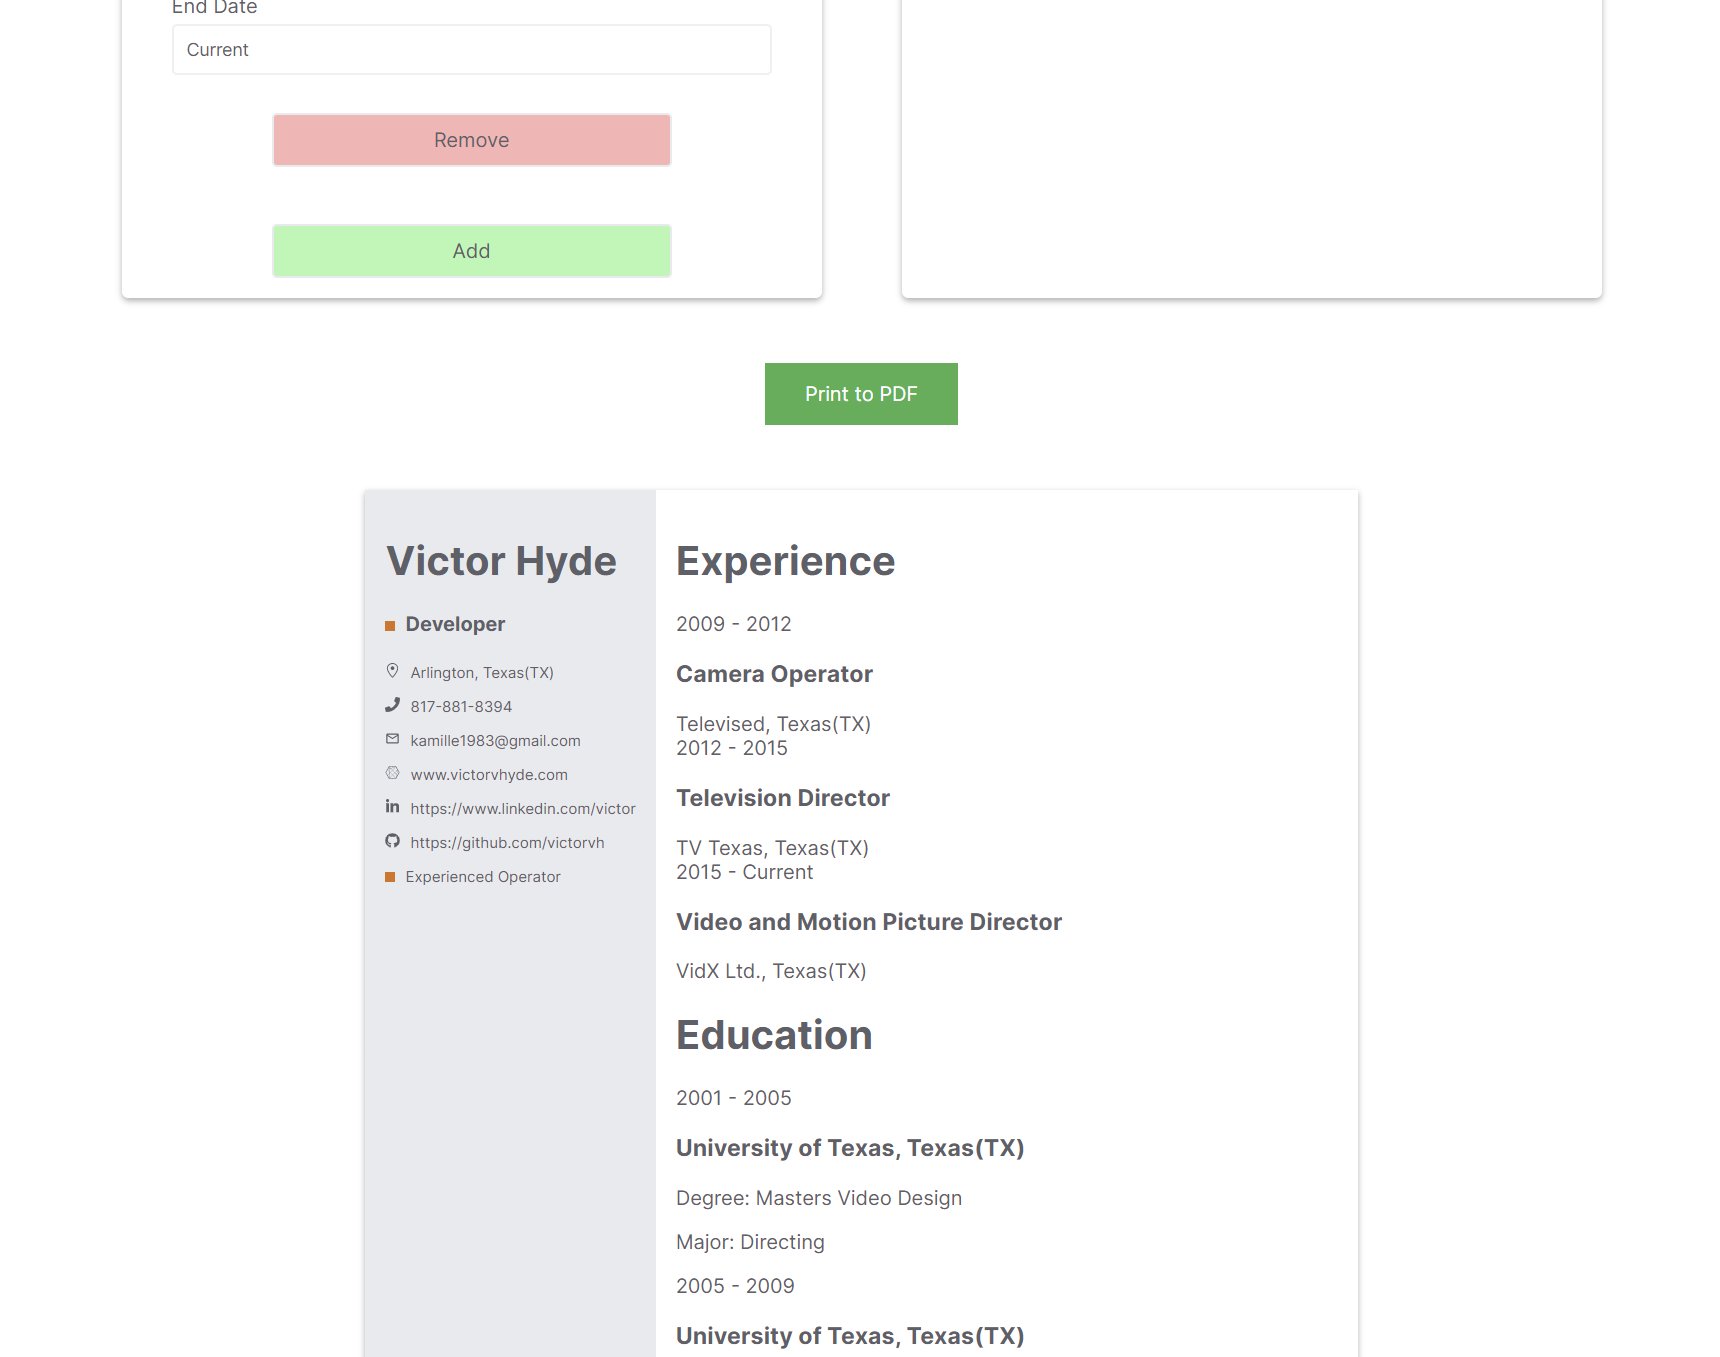 End Date
Current
Remove
Add
Print to PDF
Victor Hyde
Developer
Arlington, Texas(TX)
817-881-8394
kamille1983@gmail.com
www.victorvhyde.com
https://www.linkedin.com/victor
https://github.com/victorvh
Experienced Operator
Experience
2009 - 2012
Camera Operator
Televised, Texas(TX)
2012 - 2015
Television Director
TV Texas, Texas(TX)
2015 - Current
Video and Motion Picture Director
VidX Ltd., Texas(TX)
Education
2001 - 2005
University of Texas, Texas(TX)
Degree: Masters Video Design
Major: Directing
2005 - 2009
University of Texas, Texas(TX)